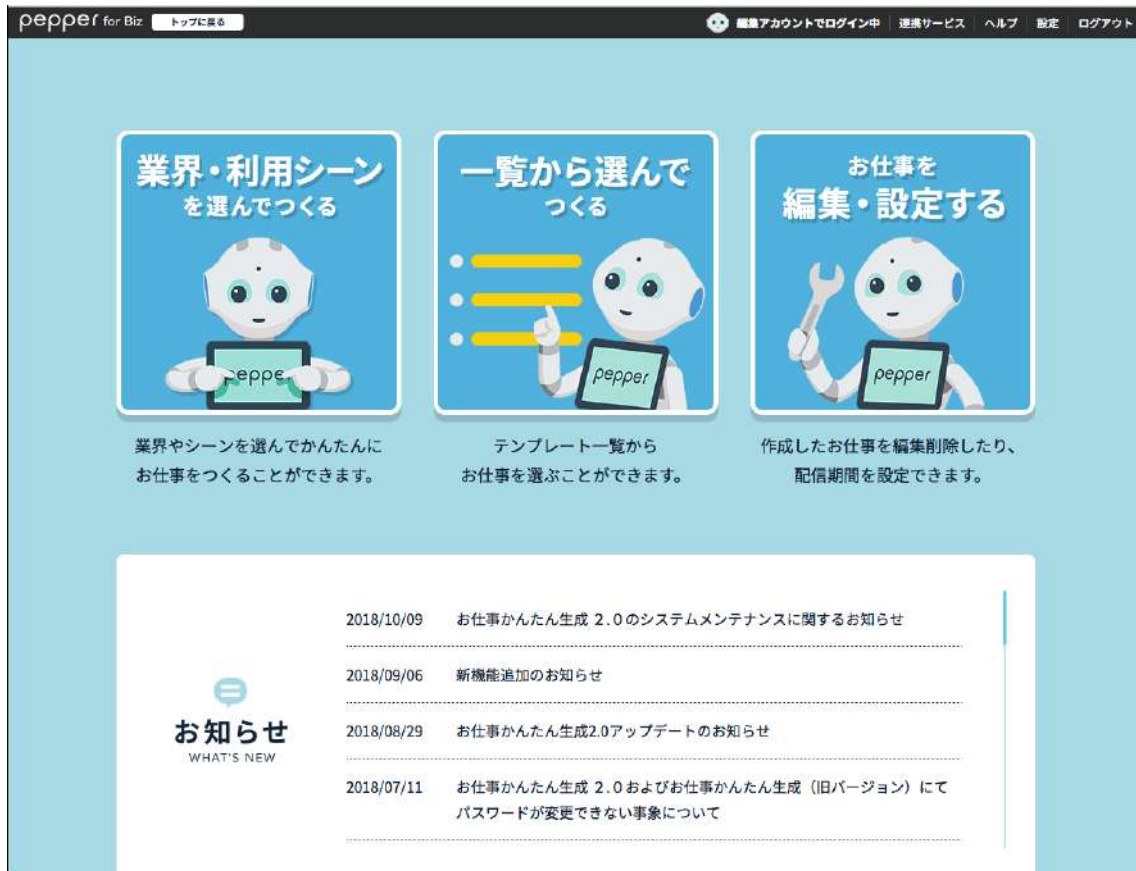 pepper for Biz トップに戻る 編集アカウントでログイン中 連携サービス ヘルプ 設定 ログアウト
業界・利用シーン
を選んでつくる
pepper
業界やシーンを選んでかんたんに
お仕事をつくることができます。
一覧から選んで
つくる
pepper
テンプレート一覧から
お仕事を選ぶことができます。
お仕事を
編集・設定する
pepper
作成したお仕事を編集削除したり、
配信期間を設定できます。
お知らせ
WHAT'S NEW
2018/10/09 お仕事かんたん生成 2.0のシステムメンテナンスに関するお知らせ
2018/09/06 新機能追加のお知らせ
2018/08/29 お仕事かんたん生成2.0アップデートのお知らせ
2018/07/11 お仕事かんたん生成 2.0およびお仕事かんたん生成（旧バージョン）にて
パスワードが変更できない事象について